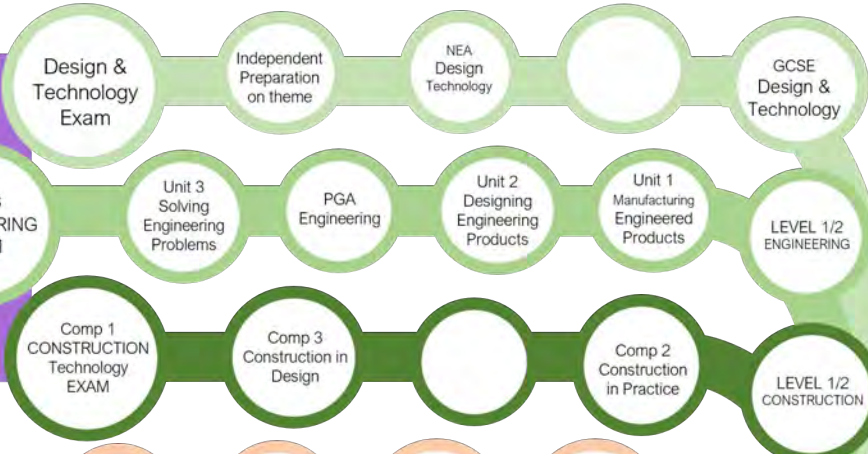 Design &
Technology
Exam
Independent
Preparation
on theme
NEA
Design
Technology
GCSE
Design &
Technology
Unit 3
Solving
Engineering
Problems
PGA
Engineering
Unit 2
Designing
Engineering
Products
Unit 1
Manufacturing
Engineered
Products
LEVEL 1/2
ENGINEERING
Comp 1
CONSTRUCTION
Technology
EXAM
Comp 3
Construction in
Design
Comp 2
Construction
in Practice
LEVEL 1/2
CONSTRUCTION